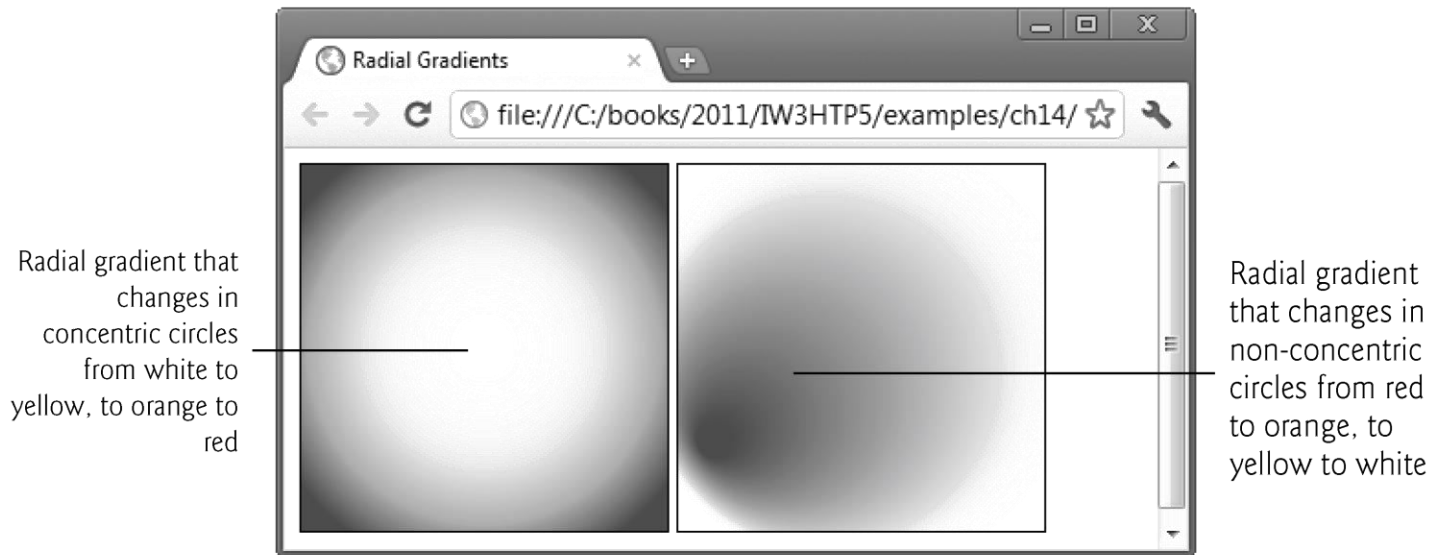 Radial Gradients
file:///C:/books/2011/IW3HTP5/examples/ch14/
Radial gradient that
changes in
concentric circles
from white to
yellow, to orange to
red
Radial gradient
that changes in
non-concentric
circles from red
to orange, to
yellow to white